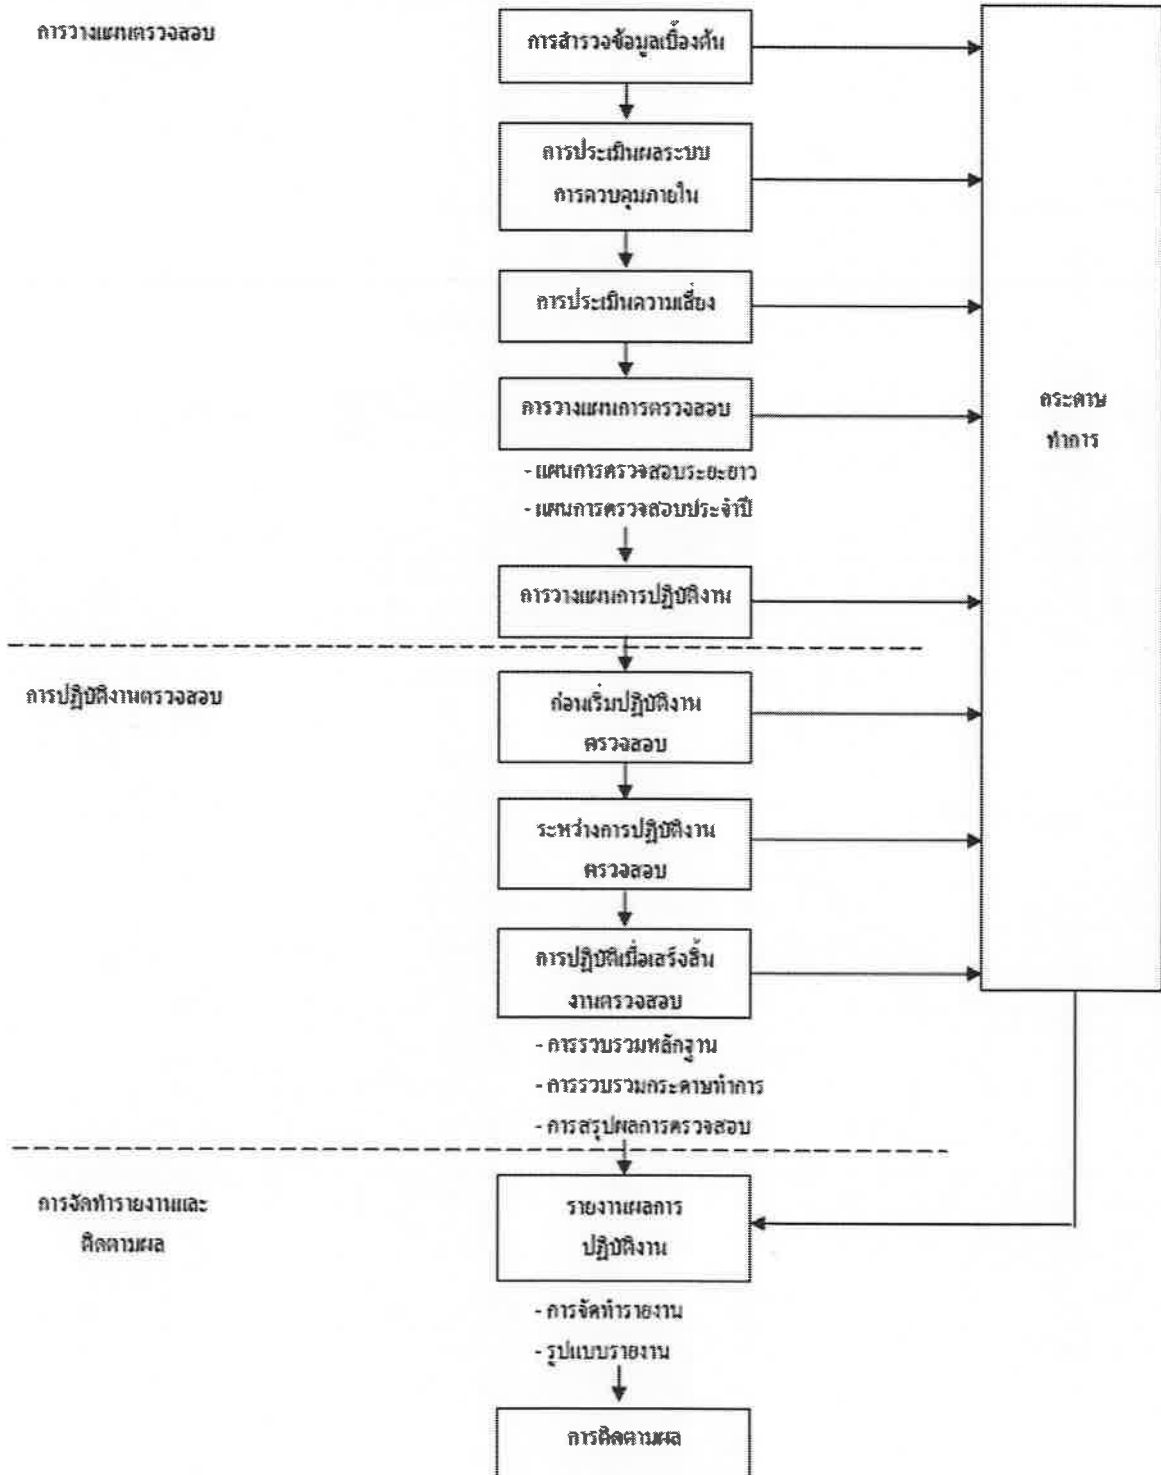 การวางแผนตรวจสอบ
การสำรวจข้อมูลเบื้องต้น
การประเมินผลระบบ
การควบคุมภายใน
การประเมินความเสี่ยง
การวางแผนการตรวจสอบ
- แผนการตรวจสอบระยะยาว
- แผนการตรวจสอบประจำปี
การวางแผนการปฏิบัติงาน
กระดาษ
ทำการ
การปฏิบัติงานตรวจสอบ
ก่อนเริ่มปฏิบัติงาน
ตรวจสอบ
ระหว่างการปฏิบัติงาน
ตรวจสอบ
การปฏิบัติเมื่อเสร็จสิ้น
งานตรวจสอบ
- การรวบรวมหลักฐาน
- การรวบรวมกระดาษทำการ
- การสรุปผลการตรวจสอบ
การจัดทำรายงานและ
ติดตามผล
รายงานผลการ
ปฏิบัติงาน
- การจัดทำรายงาน
- รูปแบบรายงาน
การติดตามผล